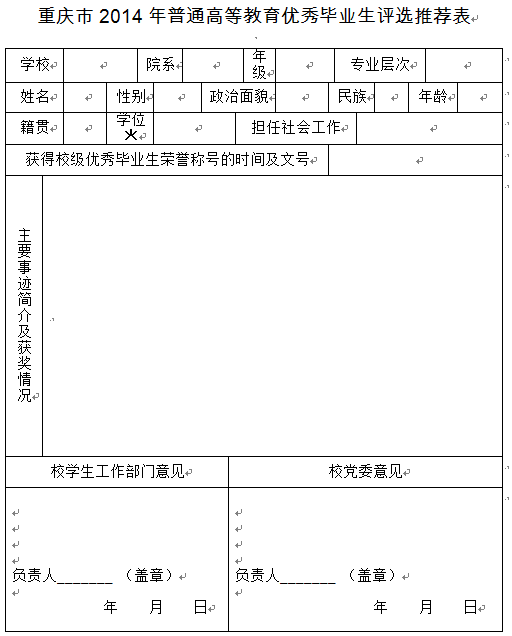 重庆市 2014 年普通高等教育优秀毕业生评选推荐表
学校 院系 年级 专业层次
姓名 性别 政治面貌 民族 年龄
籍贯 学位 担任社会工作
获得校级优秀毕业生荣誉称号的时间及文号
主要事迹简介及获奖情况
校学生工作部门意见 校党委意见
负责人_______ （盖章） 负责人_______ （盖章）
年 月 日 年 月 日